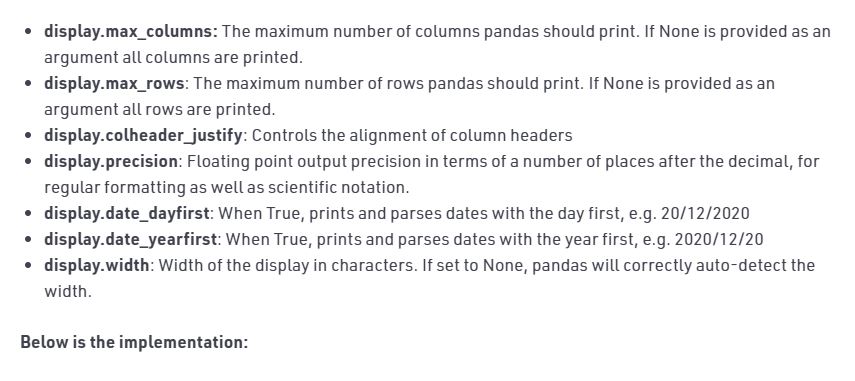 • display.max_columns: The maximum number of columns pandas should print. If None is provided as an
argument all columns are printed.
• display.max_rows: The maximum number of rows pandas should print. If None is provided as an
argument all rows are printed.
• display.colheader_justify: Controls the alignment of column headers
• display.precision: Floating point output precision in terms of a number of places after the decimal, for
regular formatting as well as scientific notation.
• display.date_dayfirst: When True, prints and parses dates with the day first, e.g. 20/12/2020
• display.date_yearfirst: When True, prints and parses dates with the year first, e.g. 2020/12/20
• display.width: Width of the display in characters. If set to None, pandas will correctly auto-detect the
width.
Below is the implementation: